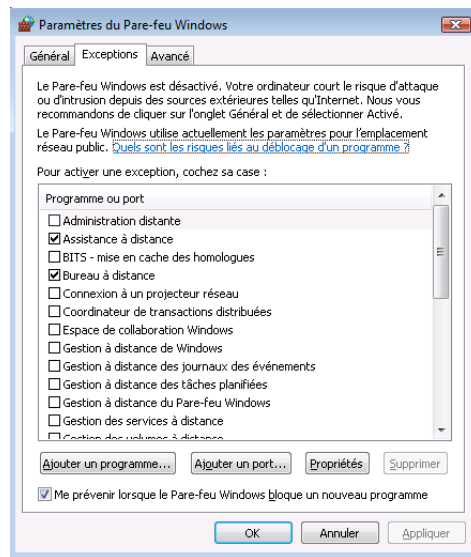 Paramètres du Pare-feu Windows
Général Exceptions Avancé
Le Pare-feu Windows est désactivé. Votre ordinateur court le risque d'attaque
ou d'intrusion depuis des sources extérieures telles qu'Internet. Nous vous
recommandons de cliquer sur l'onglet Général et de sélectionner Activé.
Le Pare-feu Windows utilise actuellement les paramètres pour l'emplacement
réseau public. Quels sont les risques liés au déblocage d'un programme ?
Pour activer une exception, cochez sa case :
Programme ou port
Administration distante
Assistance à distance
BITS - mise en cache des homologues
Bureau à distance
Connexion à un projecteur réseau
Coordinateur de transactions distribuées
Espace de collaboration Windows
Gestion à distance de Windows
Gestion à distance des journaux des événements
Gestion à distance des tâches planifiées
Gestion à distance du Pare-feu Windows
Gestion des services à distance
Gestion des volumes à distance
Ajouter un programme... Ajouter un port... Propriétés Supprimer
Me prévenir lorsque le Pare-feu Windows bloque un nouveau programme
OK Annuler Appliquer